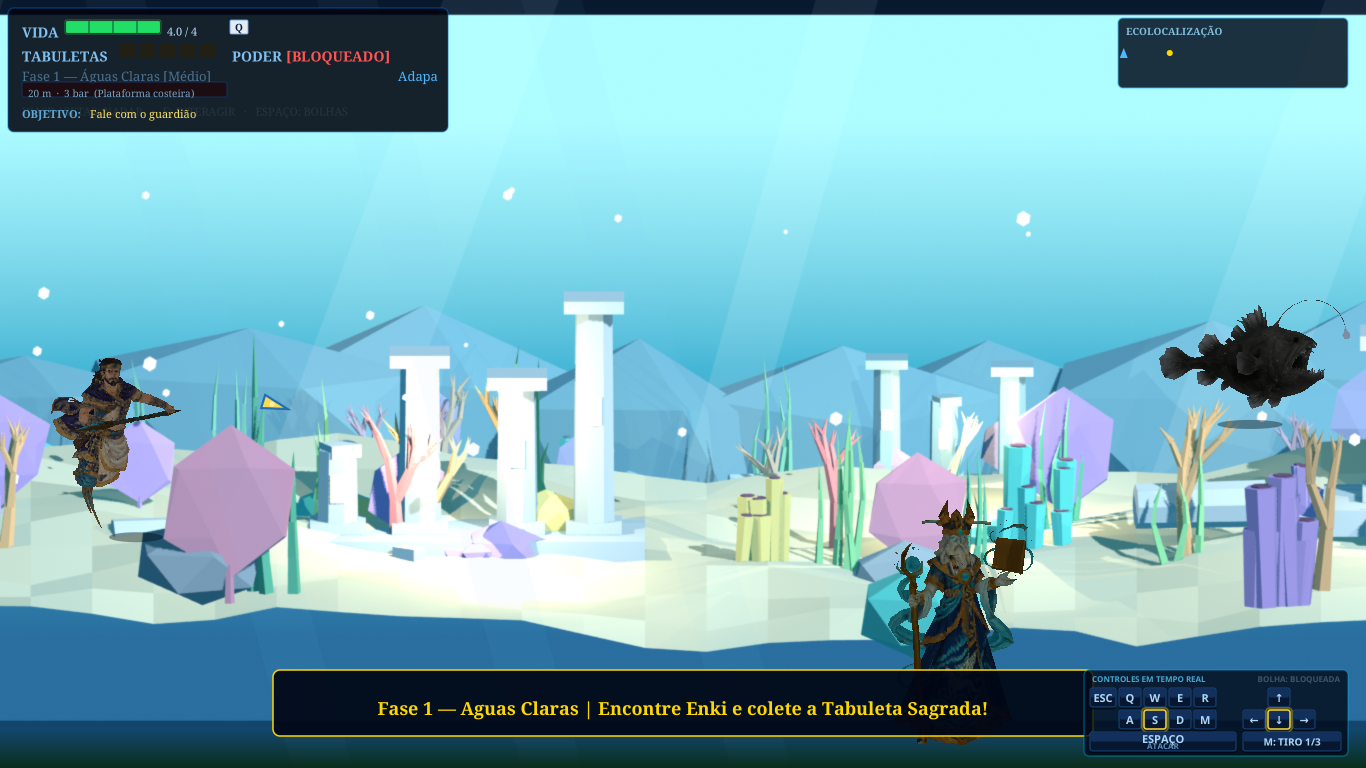 VIDA 4.0 / 4 Q
TABULETAS PODER [BLOQUEADO]
Fase 1 — Águas Claras [Médio] Adapa
20 m · 3 bar (Plataforma costeira)
OBJETIVO: Fale com o guardião
ESPAÇO: BOLHAS
ECOLOCALIZAÇÃO
Fase 1 — Aguas Claras | Encontre Enki e colete a Tabuleta Sagrada!
CONTROLES EM TEMPO REAL BOLHA: BLOQUEADA
ESC Q W E R ↑
A S D M ← ↓ →
ESPAÇO
ATACAR
M: TIRO 1/3